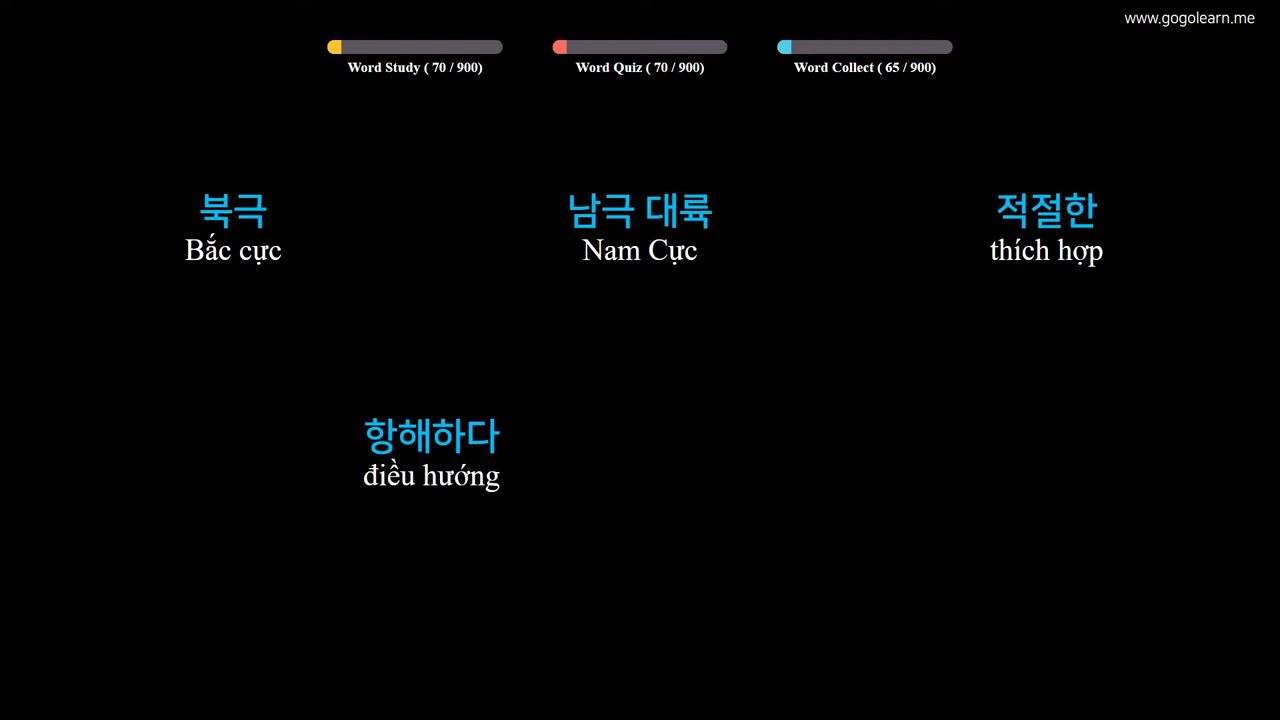 www.gogolearn.me
Word Study ( 70 / 900)
Word Quiz ( 70 / 900)
Word Collect ( 65 / 900)
북극
Bắc cực
남극 대륙
Nam Cực
적절한
thích hợp
항해하다
điều hướng